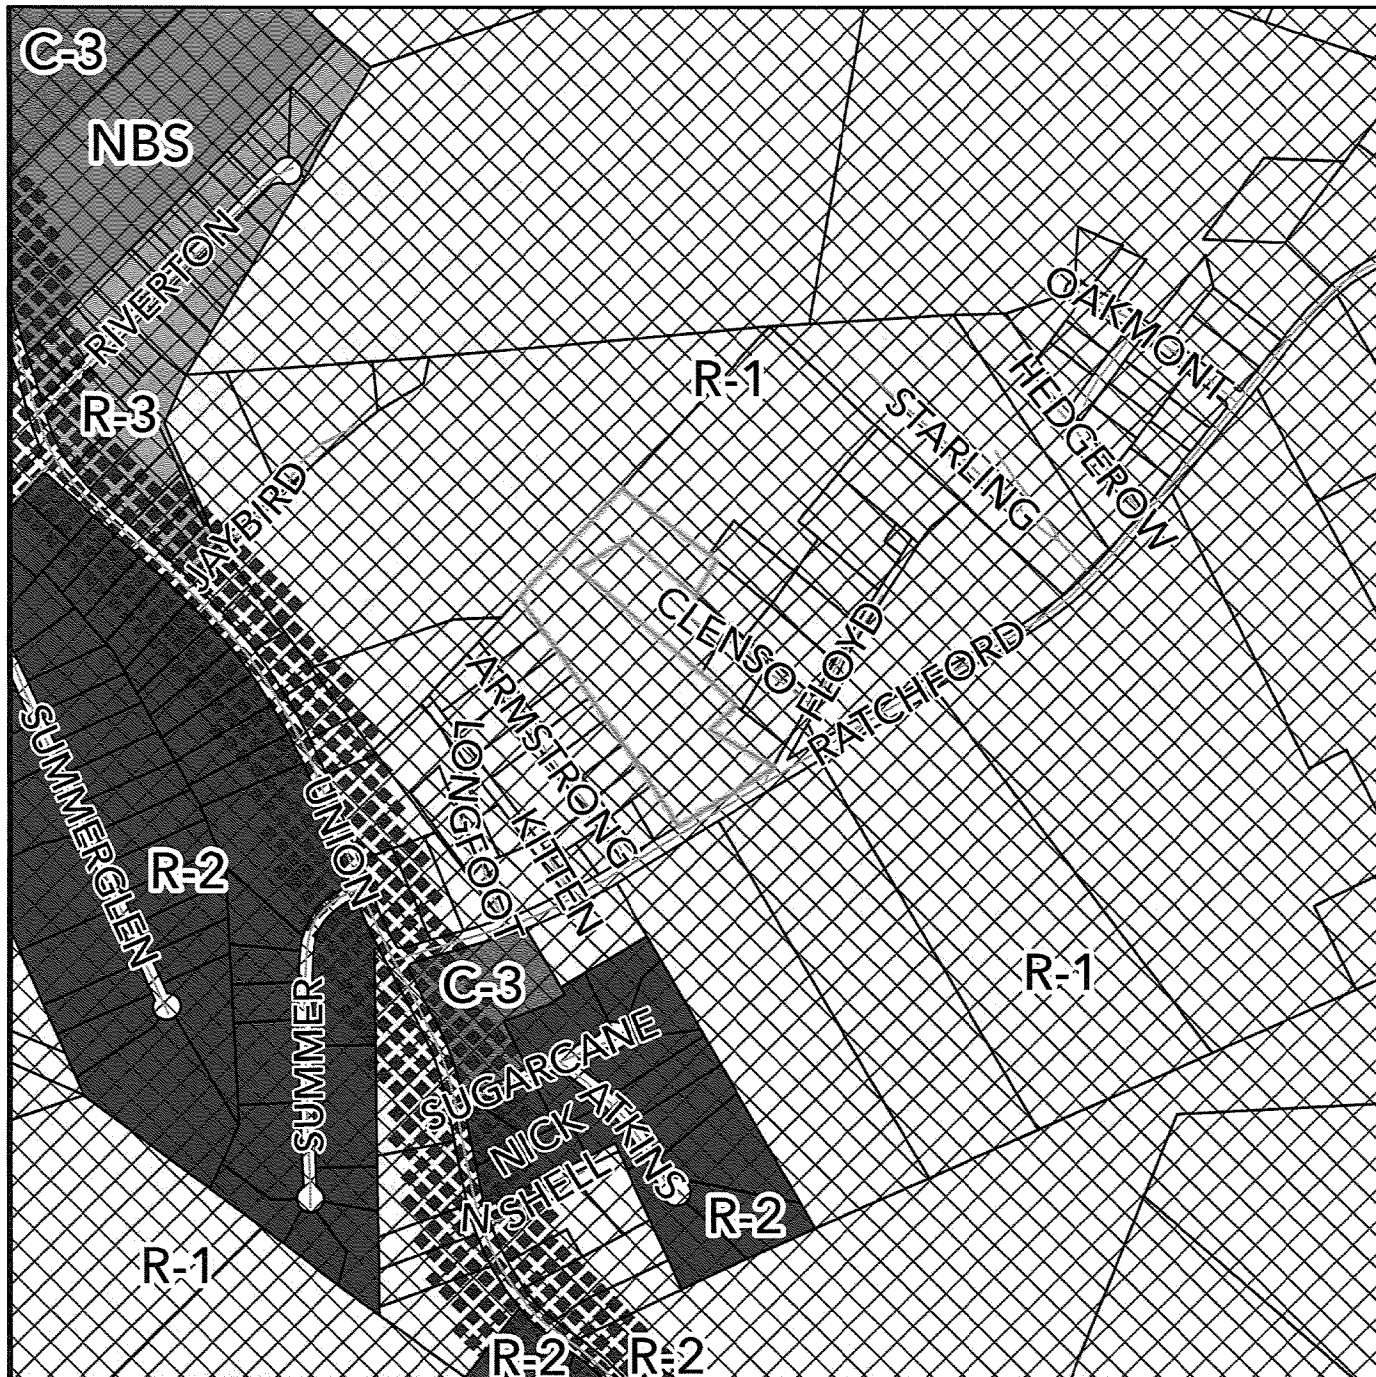 C-3
NBS
RIVERTON
OAKMONT
R-1
R-3
HEDGEROW
STARLING
JAYBIRD
CLENSO
FLOYD
RATCHFORD
ARMSTRONG
LONGFOOT
KITEN
SUMMERGLEN
UNION
R-2
C-3
R-1
SUMMER
SUGARCANE
NICK
ATKINS
N SHELL
R-2
R-1
R-2
R-2